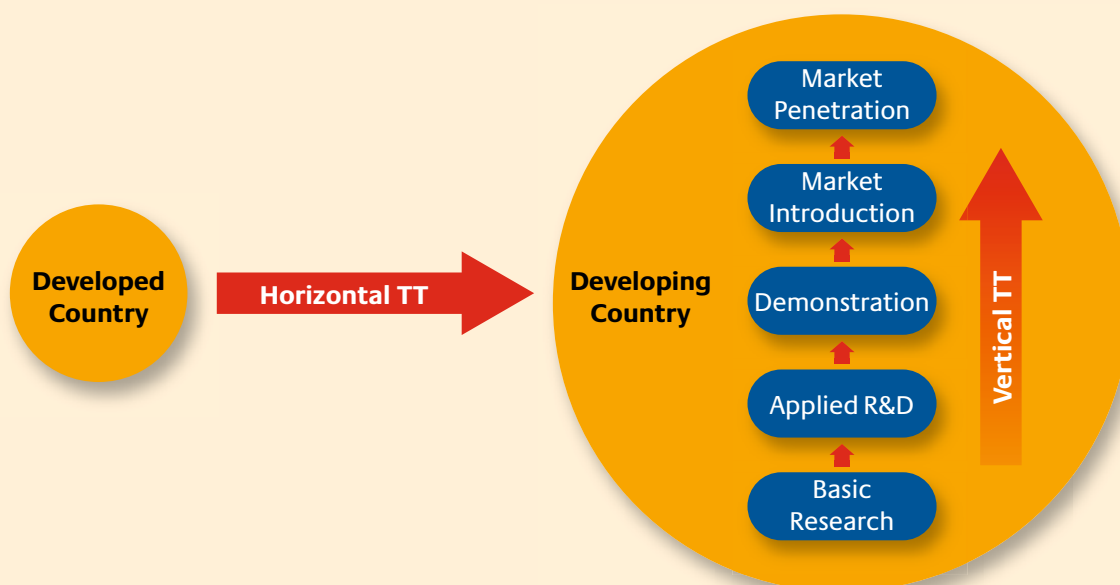 Developed
Country
Horizontal TT
Developing
Country
Market
Penetration
Market
Introduction
Demonstration
Applied R&D
Basic
Research
Vertical TT